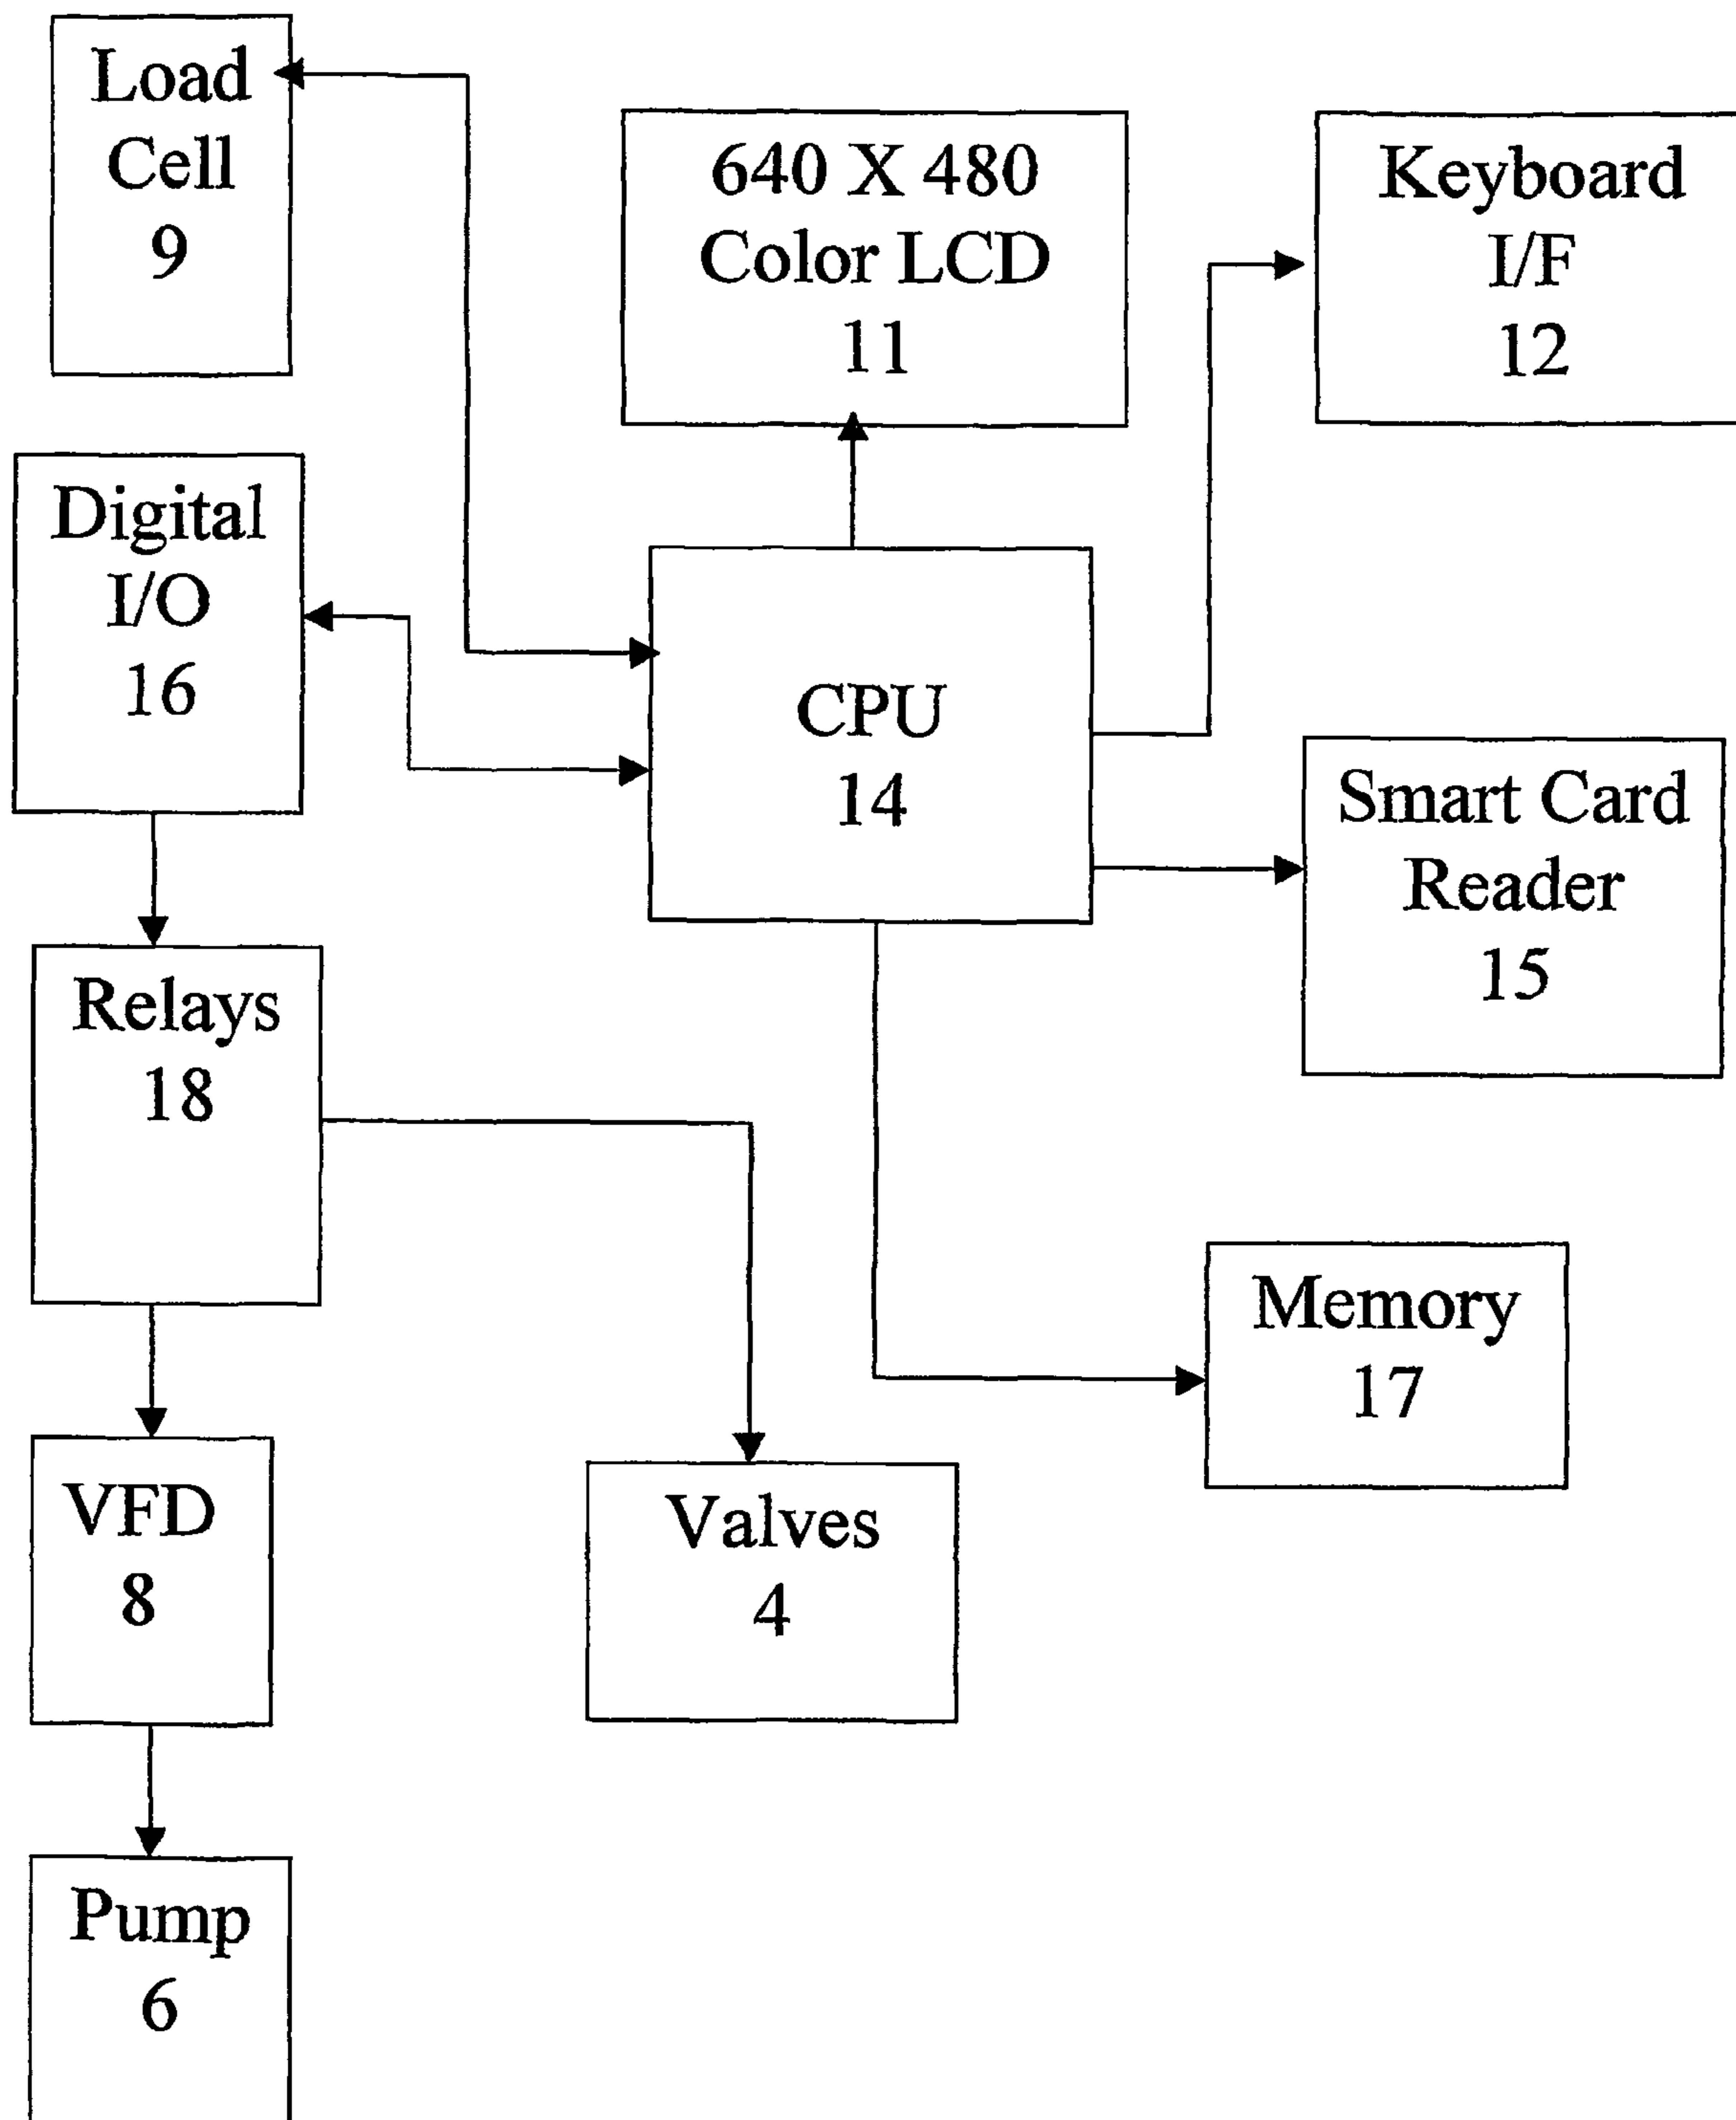 Load
Cell
9
640 X 480
Color LCD
11
Keyboard
I/F
12
Digital
I/O
16
CPU
14
Smart Card
Reader
15
Relays
18
Memory
17
VFD
8
Valves
4
Pump
6